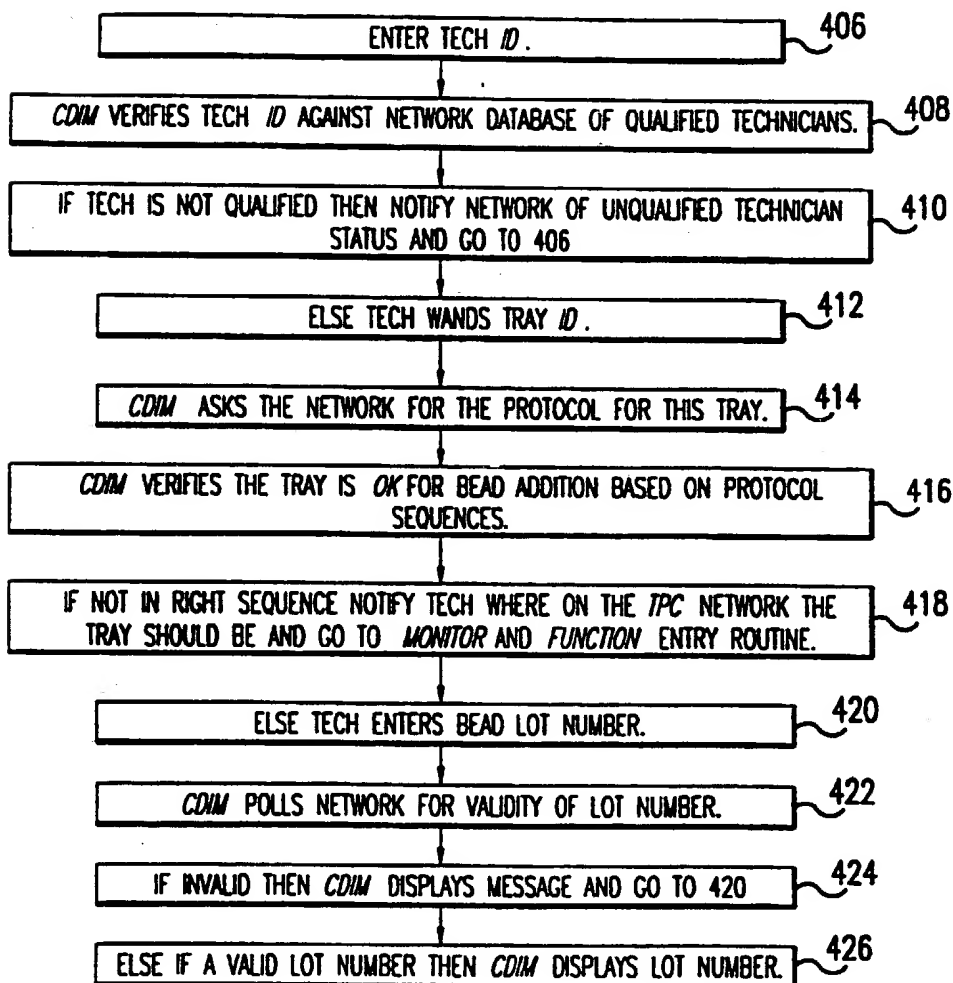 ENTER TECH ID.
406
CDIM VERIFIES TECH ID AGAINST NETWORK DATABASE OF QUALIFIED TECHNICIANS.
408
IF TECH IS NOT QUALIFIED THEN NOTIFY NETWORK OF UNQUALIFIED TECHNICIAN
STATUS AND GO TO 406
410
ELSE TECH WANDS TRAY ID.
412
CDIM ASKS THE NETWORK FOR THE PROTOCOL FOR THIS TRAY.
414
CDIM VERIFIES THE TRAY IS OK FOR BEAD ADDITION BASED ON PROTOCOL
SEQUENCES.
416
IF NOT IN RIGHT SEQUENCE NOTIFY TECH WHERE ON THE TPC NETWORK THE
TRAY SHOULD BE AND GO TO MONITOR AND FUNCTION ENTRY ROUTINE.
418
ELSE TECH ENTERS BEAD LOT NUMBER.
420
CDIM POLLS NETWORK FOR VALIDITY OF LOT NUMBER.
422
IF INVALID THEN CDIM DISPLAYS MESSAGE AND GO TO 420
424
ELSE IF A VALID LOT NUMBER THEN CDIM DISPLAYS LOT NUMBER.
426